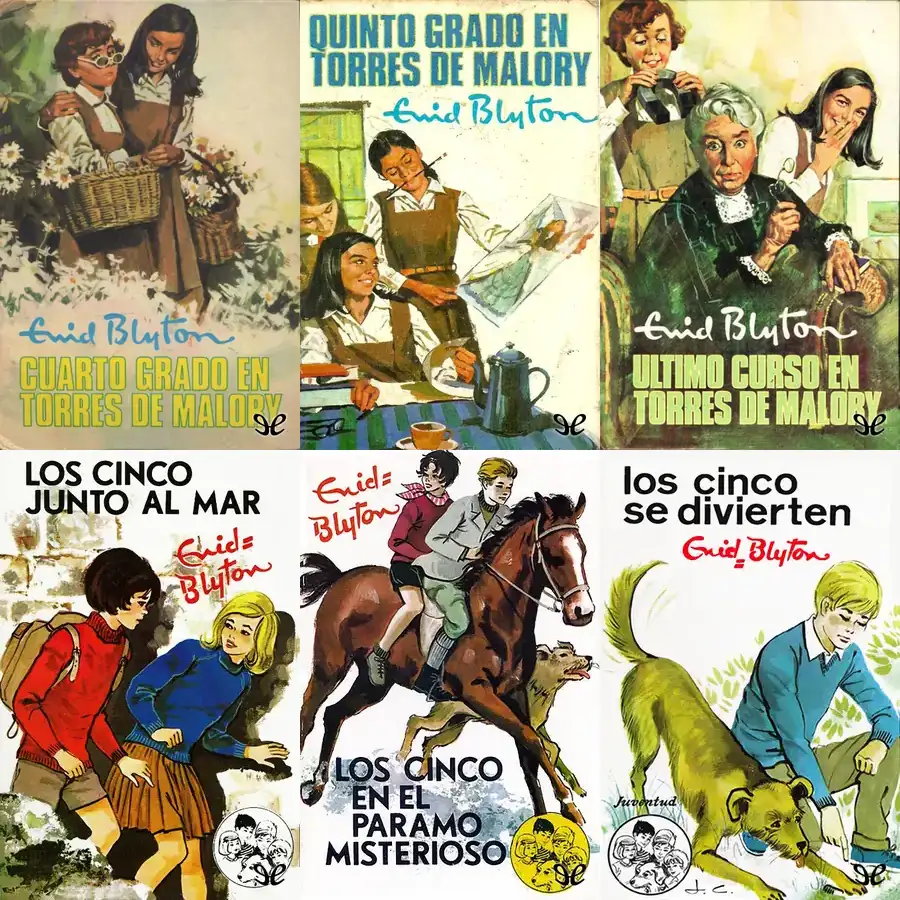 Enid Blyton
CUARTO GRADO EN
TORRES DE MALORY
QUINTO GRADO EN
TORRES DE MALORY
Enid Blyton
Enid Blyton
ULTIMO CURSO EN
TORRES DE MALORY
LOS CINCO
JUNTO AL MAR
Enid=
Blyton
Enid=
Blyton
LOS CINCO
EN EL
PARAMO
MISTERIOSO
los cinco
se divierten
Enid Blyton
Juventud
J. C.